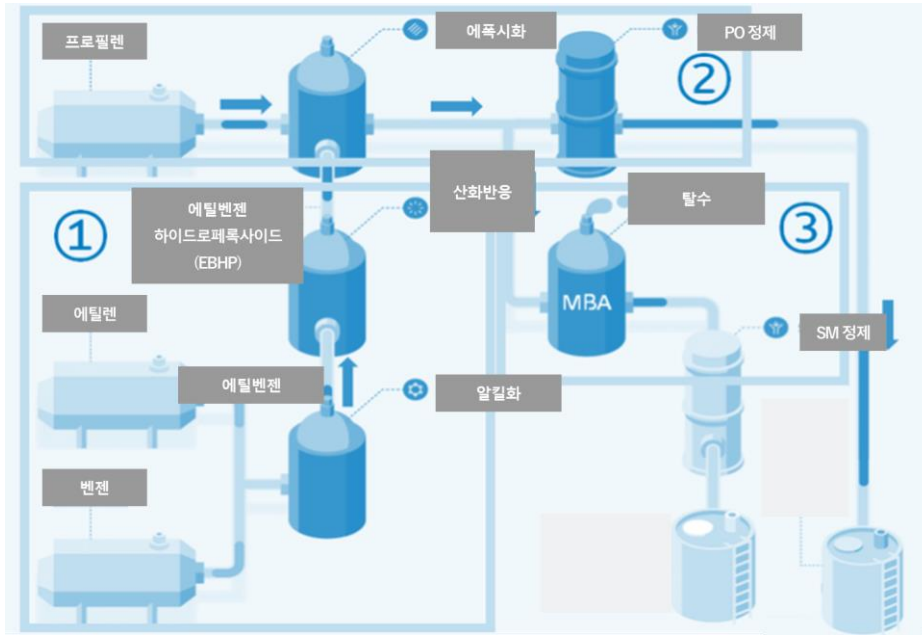 프로필렌
에폭시화
PO 정제
②
①
에틸벤젠
하이드로페록사이드
(EBHP)
산화반응
탈수
③
MBA
에틸렌
SM 정제
에틸벤젠
알킬화
벤젠